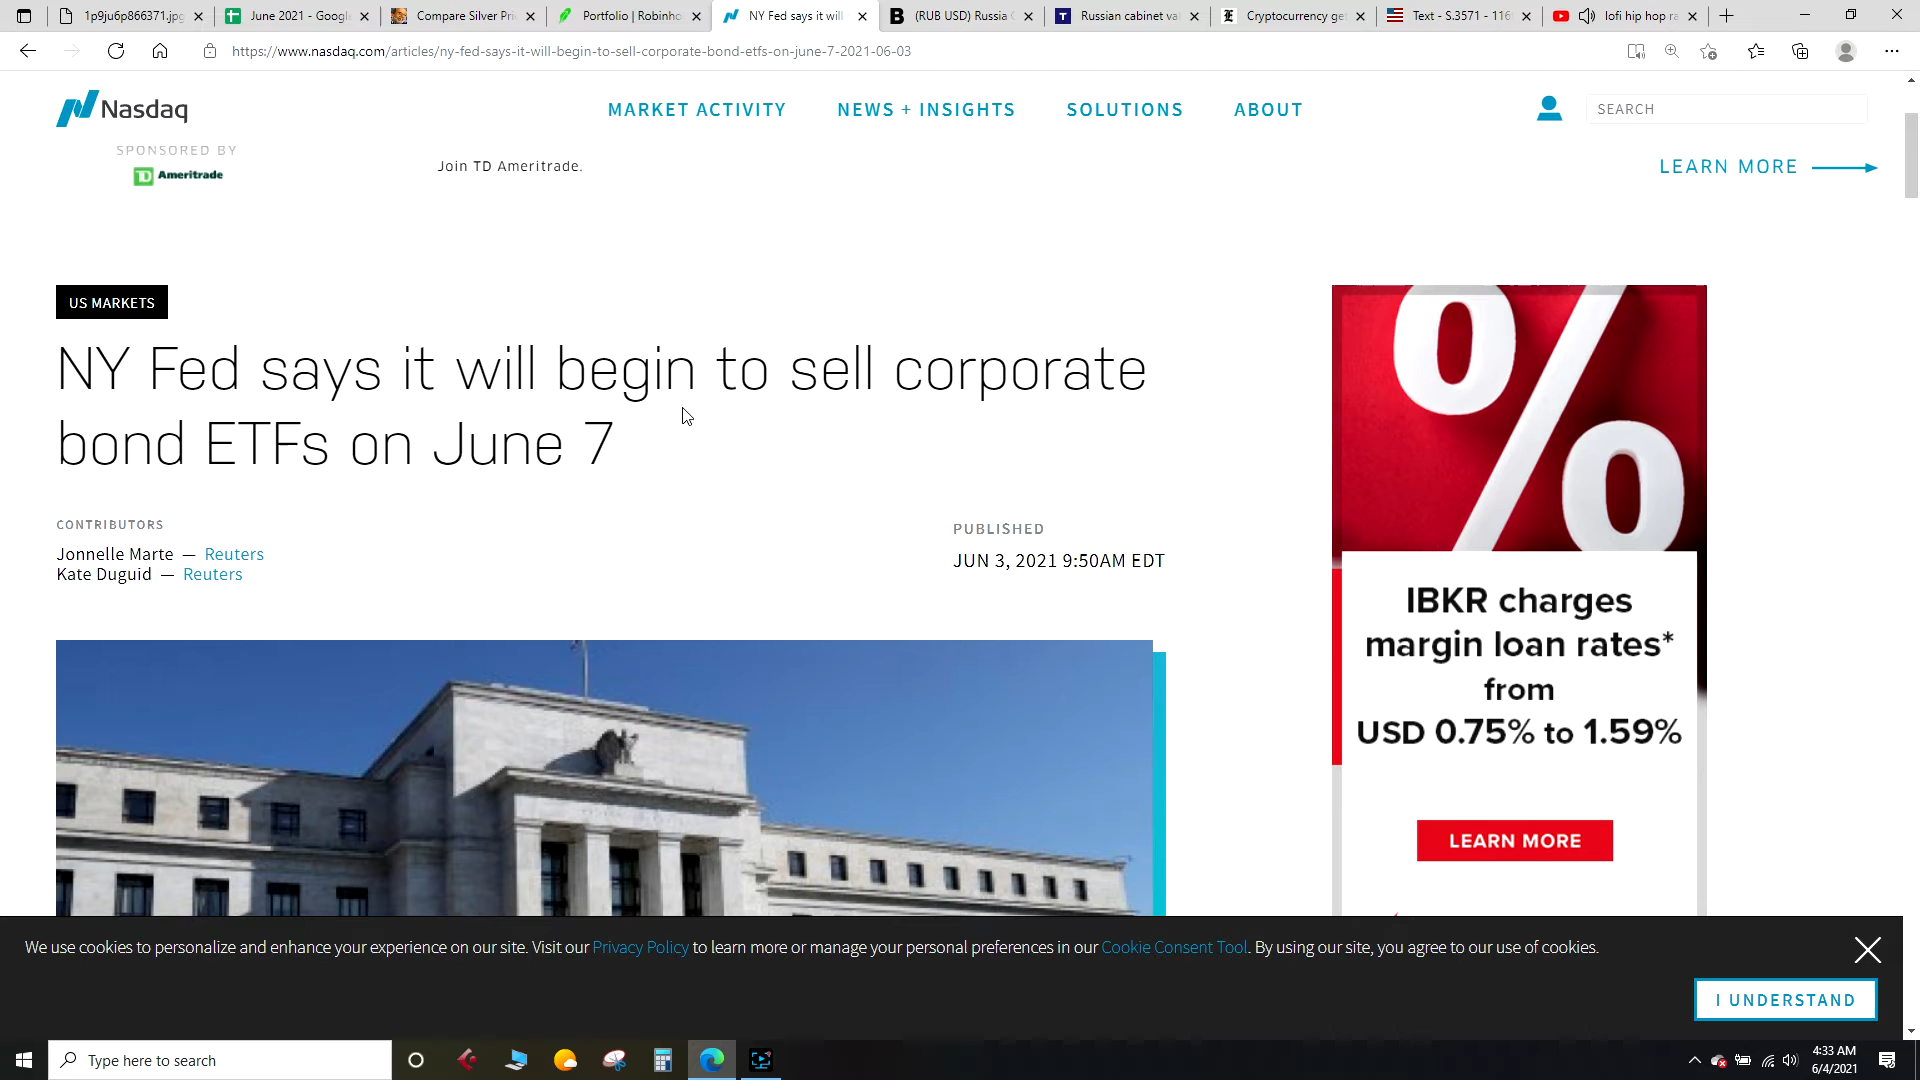 1p9ju6p866371.jpg
June 2021 - Googl
Compare Silver Pri
Portfolio | Robinho
NY Fed says it will
(RUB USD) Russia
Russian cabinet va
Cryptocurrency ge
Text - S.3571 - 116
lofi hip hop ra
https://www.nasdaq.com/articles/ny-fed-says-it-will-begin-to-sell-corporate-bond-etfs-on-june-7-2021-06-03
Nasdaq
MARKET ACTIVITY
NEWS + INSIGHTS
SOLUTIONS
ABOUT
SEARCH
SPONSORED BY
TD Ameritrade
Join TD Ameritrade.
LEARN MORE
US MARKETS
NY Fed says it will begin to sell corporate
bond ETFs on June 7
CONTRIBUTORS
Jonnelle Marte — Reuters
Kate Duguid — Reuters
PUBLISHED
JUN 3, 2021 9:50AM EDT
%
IBKR charges
margin loan rates*
from
USD 0.75% to 1.59%
LEARN MORE
We use cookies to personalize and enhance your experience on our site. Visit our Privacy Policy to learn more or manage your personal preferences in our Cookie Consent Tool. By using our site, you agree to our use of cookies.
I UNDERSTAND
Type here to search
4:33 AM
6/4/2021